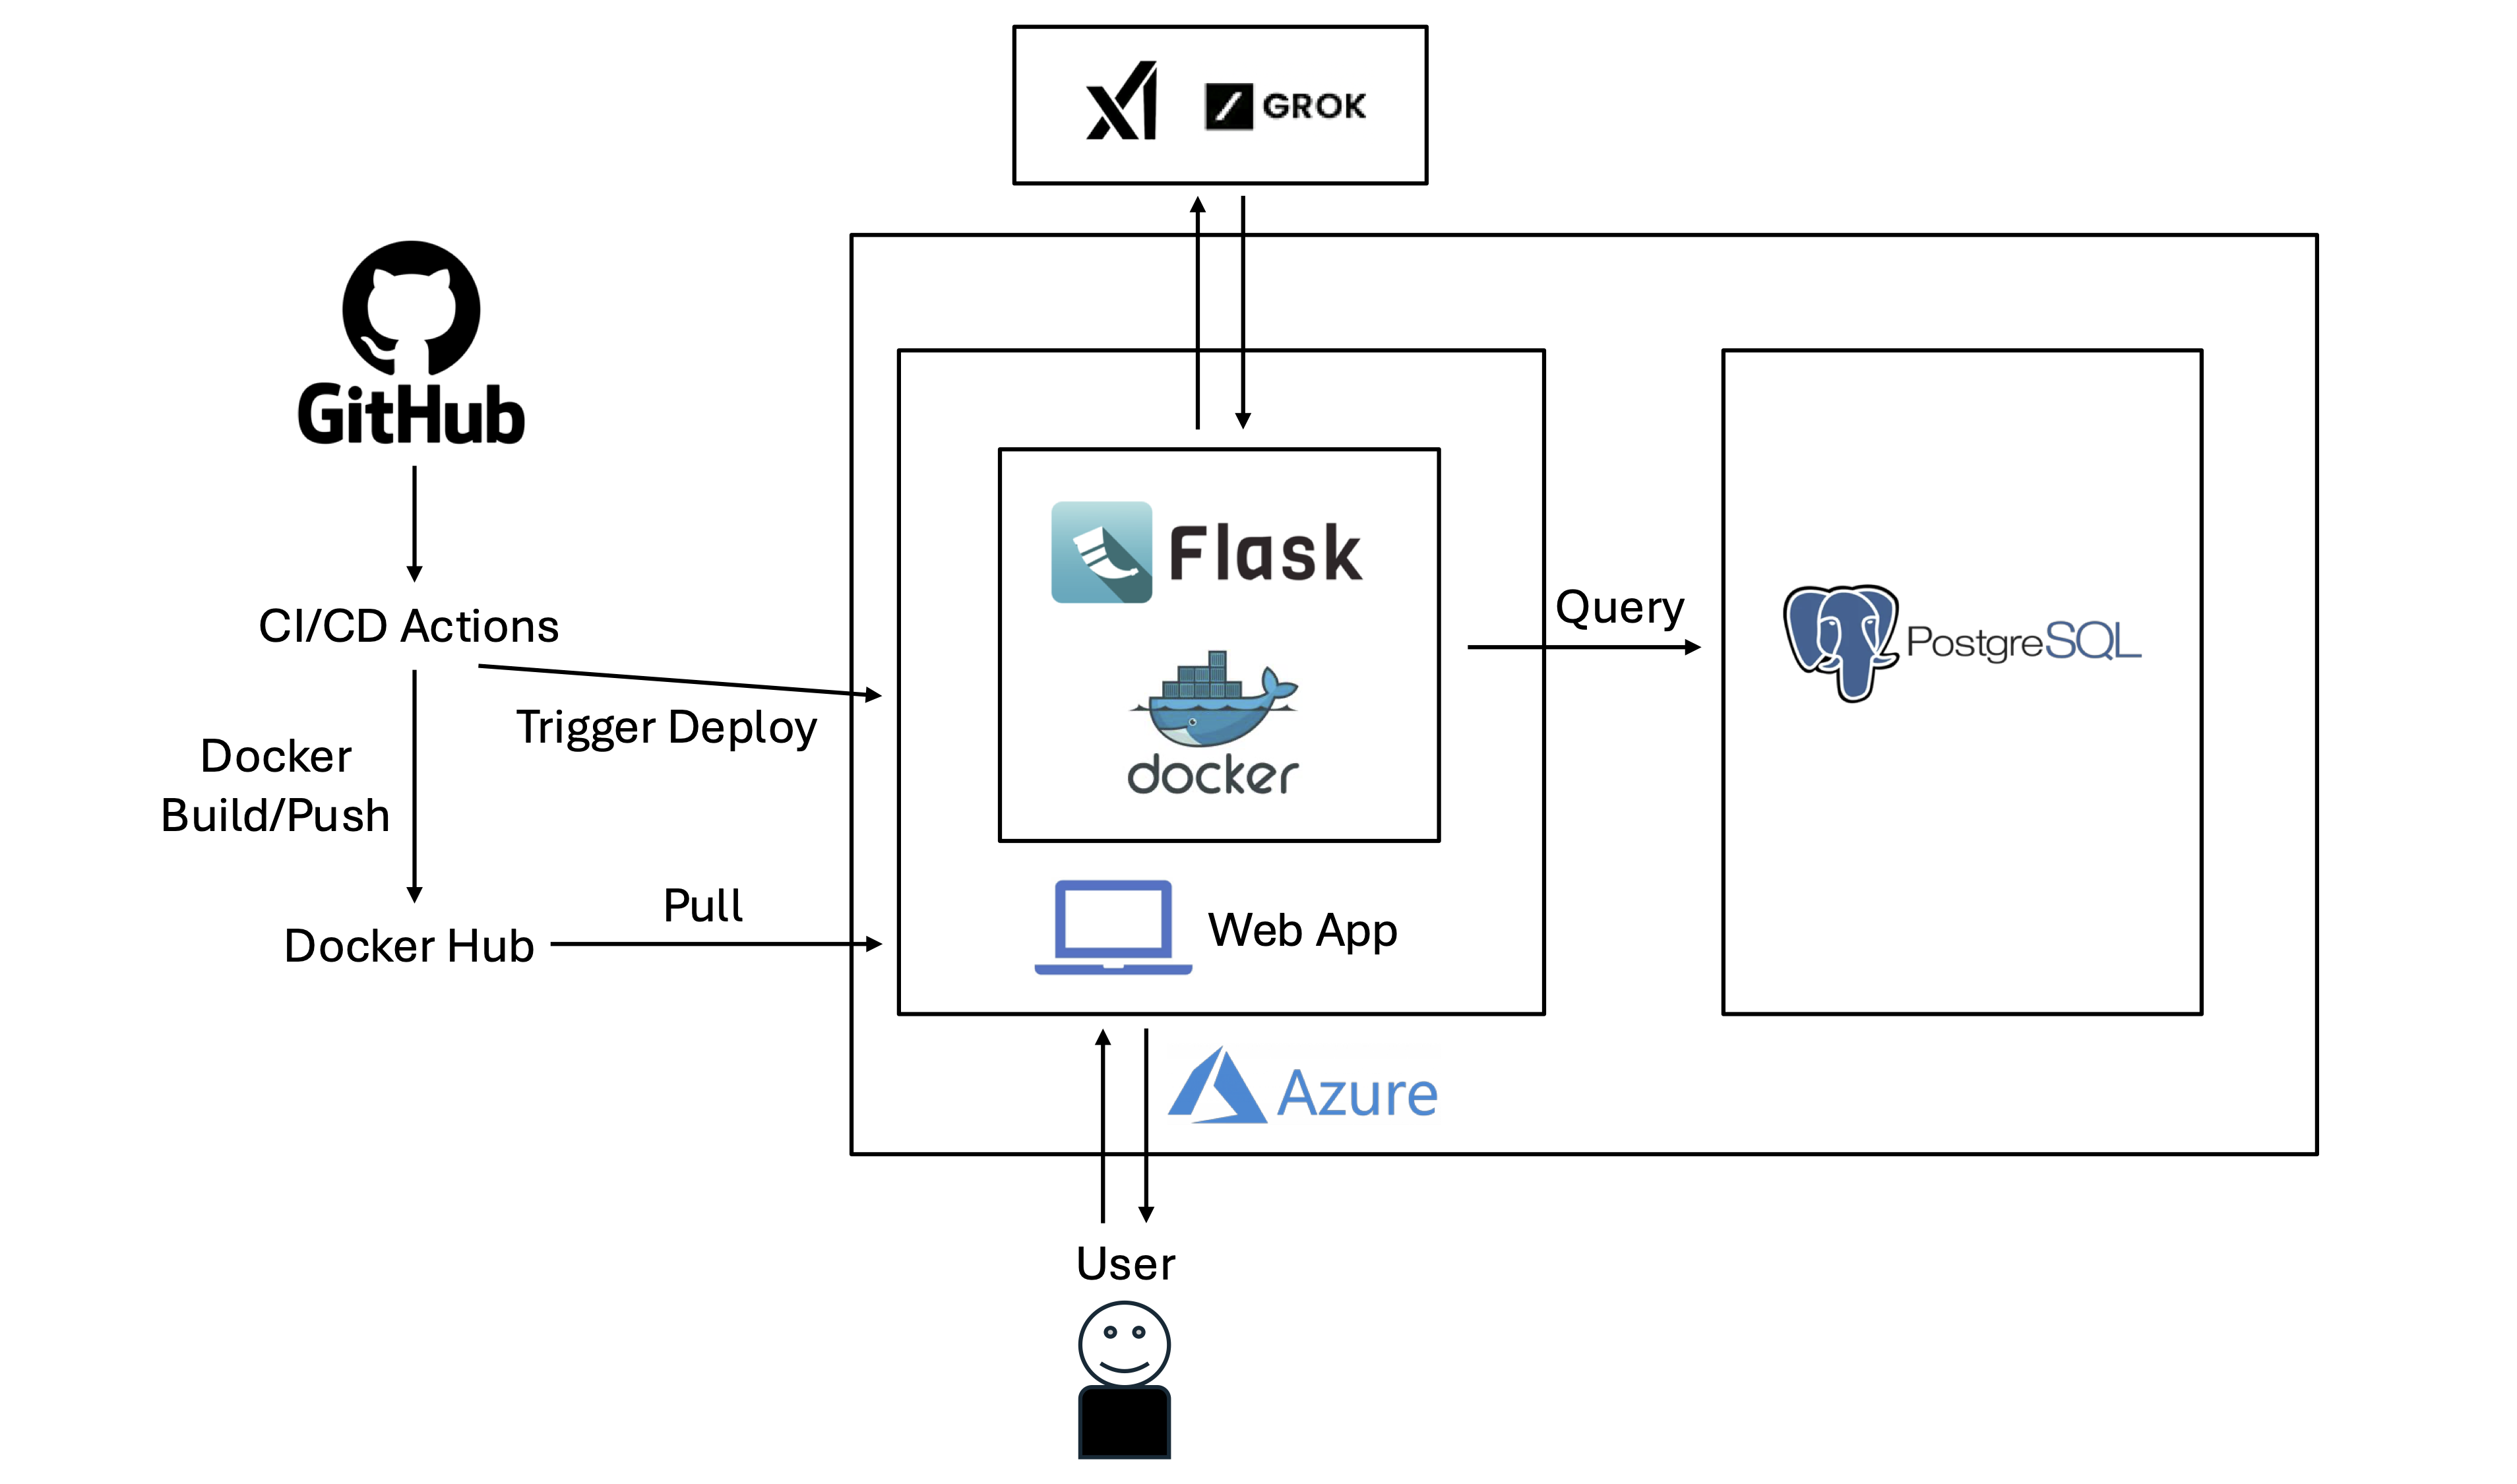 GROK
GitHub
CI/CD Actions
Trigger Deploy
Docker
Build/Push
Docker Hub
Pull
Flask
docker
Web App
Query
PostgreSQL
Azure
User